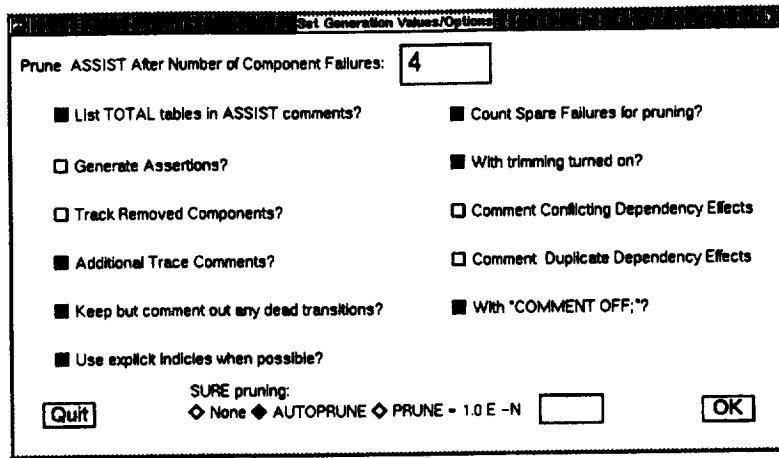 Set Generation Values/Options
Prune ASSIST After Number of Component Failures: 4
List TOTAL tables in ASSIST comments?
Count Spare Failures for pruning?
Generate Assertions?
With trimming turned on?
Track Removed Components?
Comment Conflicting Dependency Effects
Additional Trace Comments?
Comment Duplicate Dependency Effects
Keep but comment out any dead transitions?
With "COMMENT OFF;"?
Use explicit indicies when possible?
SURE pruning:
Quit
None AUTOPRUNE PRUNE = 1.0 E -N
OK